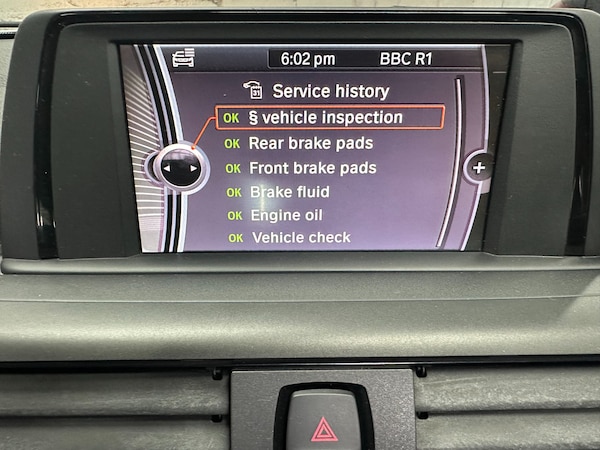 6:02 pm BBC R1
31 Service history
OK § vehicle inspection
OK Rear brake pads
OK Front brake pads
OK Brake fluid
OK Engine oil
OK Vehicle check